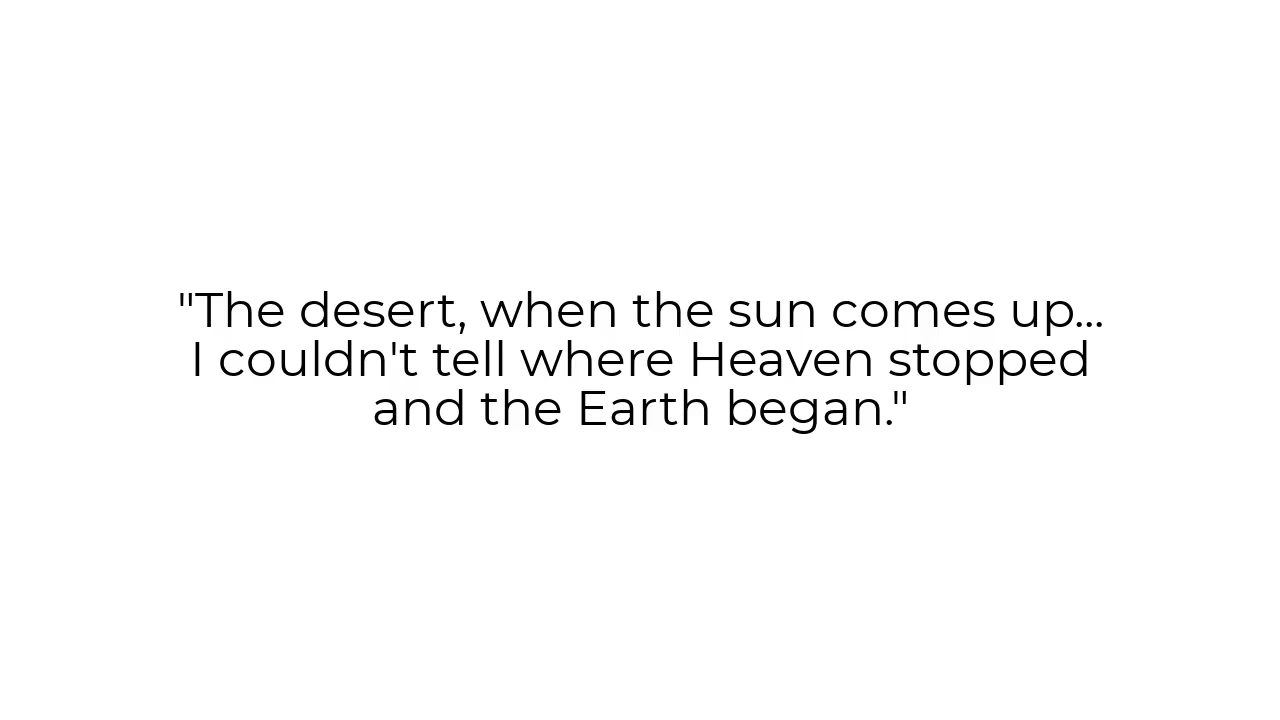 "The desert, when the sun comes up...
I couldn't tell where Heaven stopped
and the Earth began."